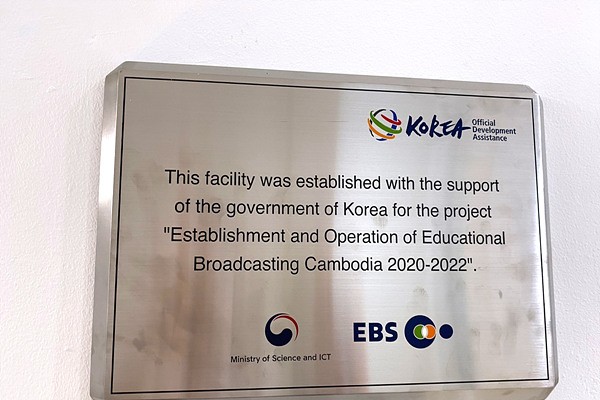 KOREA Official
Development
Assistance
This facility was established with the support
of the government of Korea for the project
"Establishment and Operation of Educational
Broadcasting Cambodia 2020-2022".
Ministry of Science and ICT
EBS